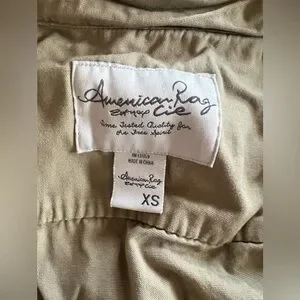 American Rag
Cie
Time Tested Quality for
the Free Spirit
MADE IN CHINA
American Rag
Cie
XS